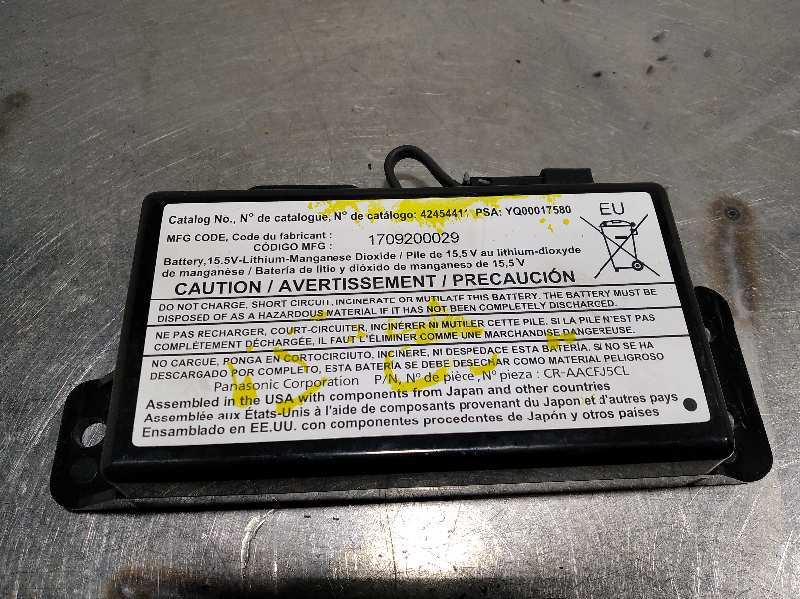 Catalog No., N° de catalogue, N° de catálogo: 42454411 PSA: YQ00017580
EU
MFG CODE, Code du fabricant :
CÓDIGO MFG :
1709200029
Battery,15.5V-Lithium-Manganese Dioxide / Pile de 15,5 V au lithium-dioxyde
de manganèse / Batería de litio y dióxido de manganeso de 15,5 V
CAUTION / AVERTISSEMENT / PRECAUCIÓN
DO NOT CHARGE, SHORT CIRCUIT, INCINERATE OR MUTILATE THIS BATTERY. THE BATTERY MUST BE
DISPOSED OF AS A HAZARDOUS MATERIAL IF IT HAS NOT BEEN COMPLETELY DISCHARGED.
NE PAS RECHARGER, COURT-CIRCUITER, INCINÉRER NI MUTILER CETTE PILE. SI LA PILE N'EST PAS
COMPLÈTEMENT DÉCHARGÉE, IL FAUT L'ÉLIMINER COMME UNE MARCHANDISE DANGEREUSE.
NO CARGUE, PONGA EN CORTOCIRCIUTO, INCINERE, NI DESPEDACE ESTA BATERÍA, SI NO SE HA
DESCARGADO POR COMPLETO, ESTA BATERÍA SE DEBE DESECHAR COMO MATERIAL PELIGROSO
Panasonic Corporation P/N, N° de pièce, N° pieza : CR-AACFJ5CL
Assembled in the USA with components from Japan and other countries
Assemblée aux États-Unis à l'aide de composants provenant du Japon et d'autres pays
Ensamblado en EE.UU. con componentes procedentes de Japón y otros países